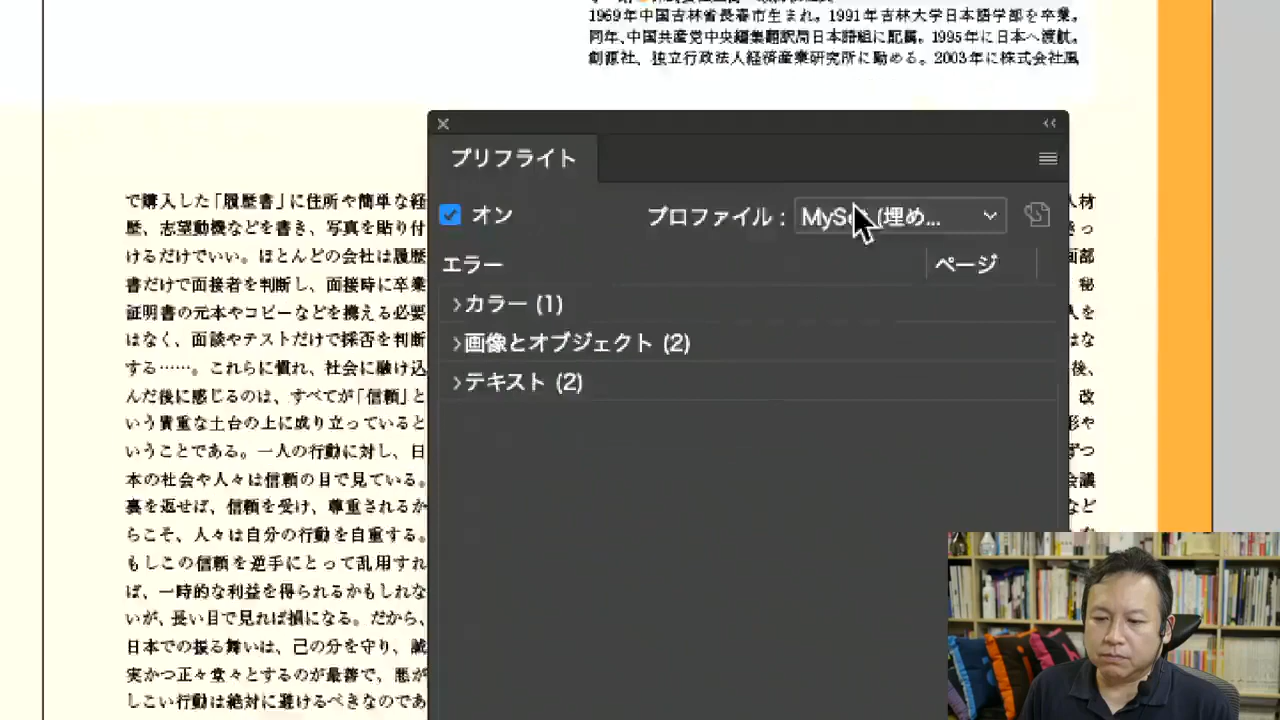 1969年中国吉林省長春市生まれ。1991年吉林大学日本語学部を卒業。
同年、中国共産党中央編集翻訳局日本語組に配属。1995年に日本へ渡航。
創源社、独立行政法人経済産業研究所に勤める。2003年に株式会社風
プリフライト
オン
プロファイル：
(埋め...
エラー
ページ
カラー (1)
画像とオブジェクト (2)
テキスト (2)
で購入した「履歴書」に住所や簡単な経
歴、志望動機などを書き、写真を貼り付
けるだけでいい。ほとんどの会社は履歴
書だけで面接者を判断し、面接時に卒業
証明書の元本やコピーなどを携える必要
はなく、面談やテストだけで採否を判断
する……。これらに慣れ、社会に融け込
んだ後に感じるのは、すべてが「信頼」と
いう貴重な土台の上に成り立っていると
いうことである。一人の行動に対し、日
本の社会や人々は信頼の目で見ている。
裏を返せば、信頼を受け、尊重されるか
らこそ、人々は自分の行動を自重する。
もしこの信頼を逆手にとって乱用すれ
ば、一時的な利益を得られるかもしれな
いが、長い目で見れば損になる。だから、
日本での振る舞いは、己の分を守り、誠
実かつ正々堂々とするのが最善で、悪が
しこい行動は絶対に避けるべきなのであ
人材
っ
部
秘
人を
はな
後、
改
形や
ずつ
会議
など